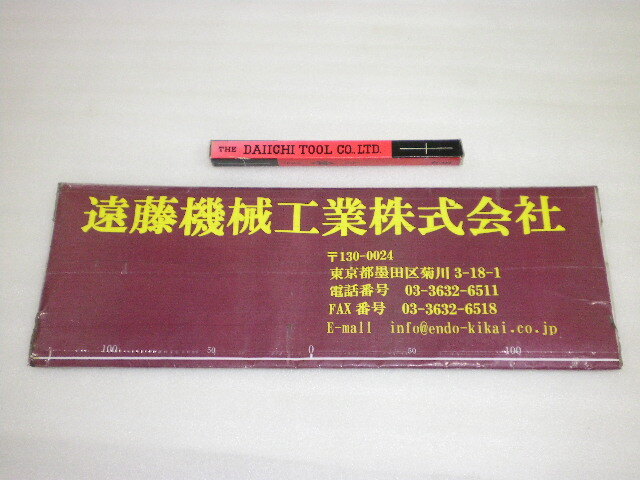 THE DAIICHI TOOL CO.,LTD.
遠藤機械工業株式会社
〒130-0024
東京都墨田区菊川 3-18-1
電話番号 03-3632-6511
FAX 番号 03-3632-6518
E-mail info@endo-kikai.co.jp
100 50 0 50 100